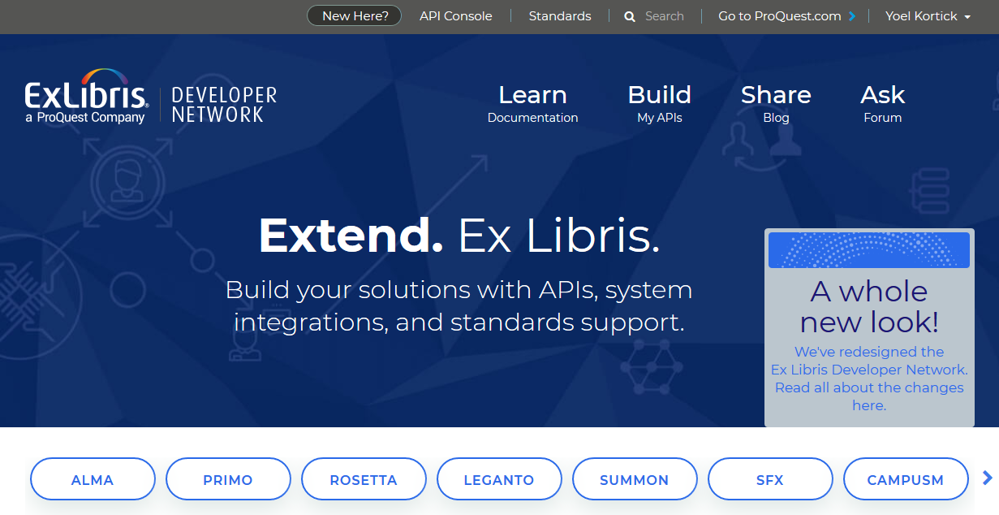 New Here? API Console Standards Search Go to ProQuest.com Yoel Kortick
ExLibris®
a ProQuest Company
DEVELOPER
NETWORK
Learn
Documentation
Build
My APIs
Share
Blog
Ask
Forum
Extend. Ex Libris.
Build your solutions with APIs, system
integrations, and standards support.
A whole
new look!
We've redesigned the
Ex Libris Developer Network.
Read all about the changes
here.
ALMA PRIMO ROSETTA LEGANTO SUMMON SFX CAMPUSM